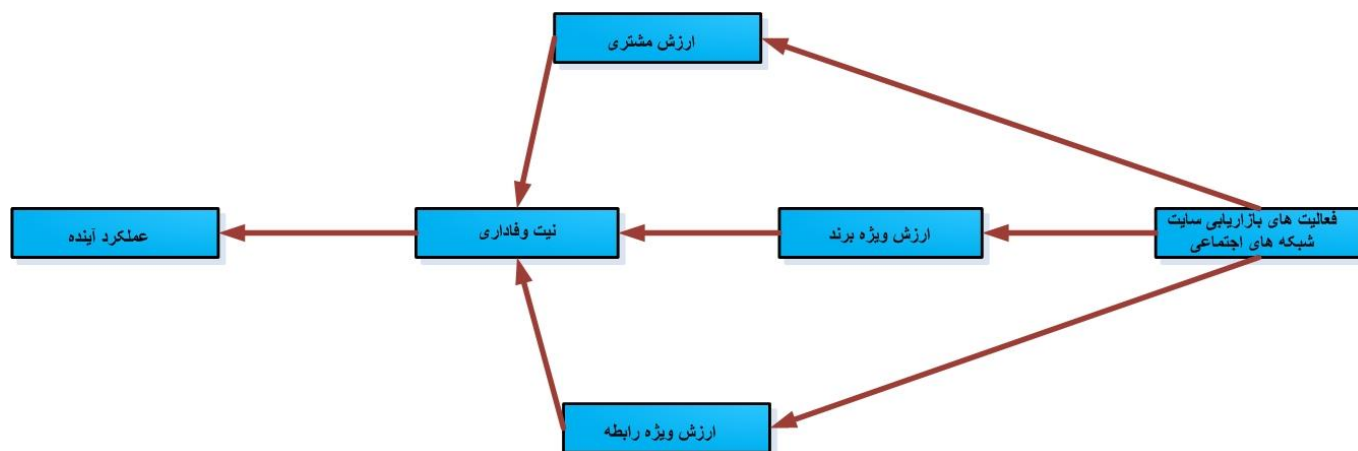 ارزش مشتری
فعالیت های بازاریابی سایت
شبکه های اجتماعی
ارزش ویژه برند
نیت وفاداری
عملکرد آینده
ارزش ویژه رابطه